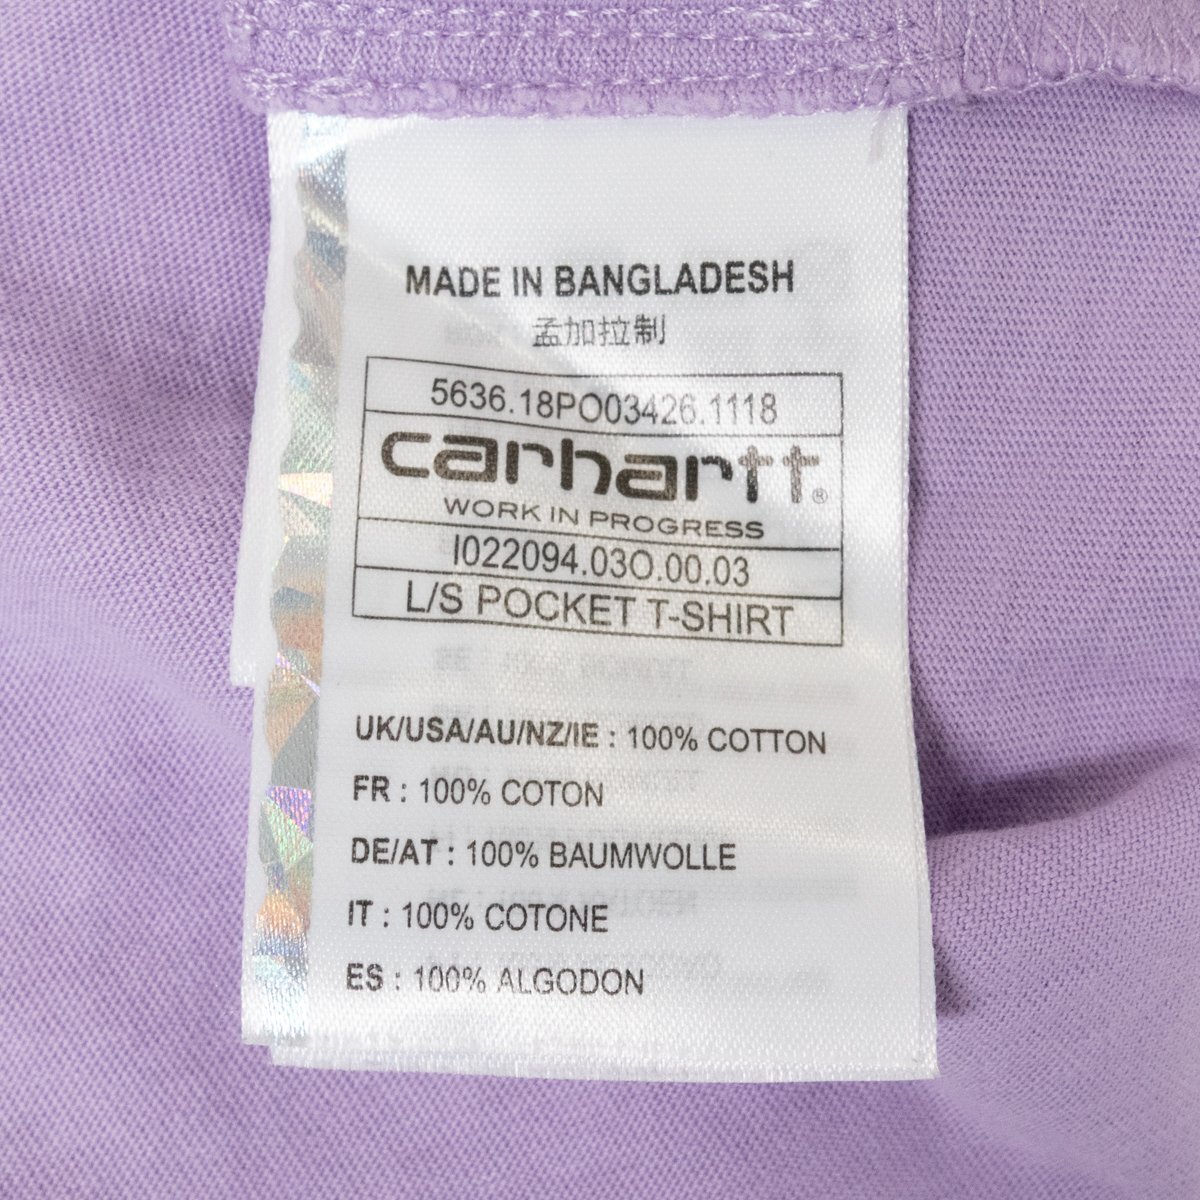 MADE IN BANGLADESH
孟加拉制
5636.18PO03426.1118
carhartt®
WORK IN PROGRESS
I022094.03O.00.03
L/S POCKET T-SHIRT
UK/USA/AU/NZ/IE : 100% COTTON
FR : 100% COTON
DE/AT : 100% BAUMWOLLE
IT : 100% COTONE
ES : 100% ALGODON